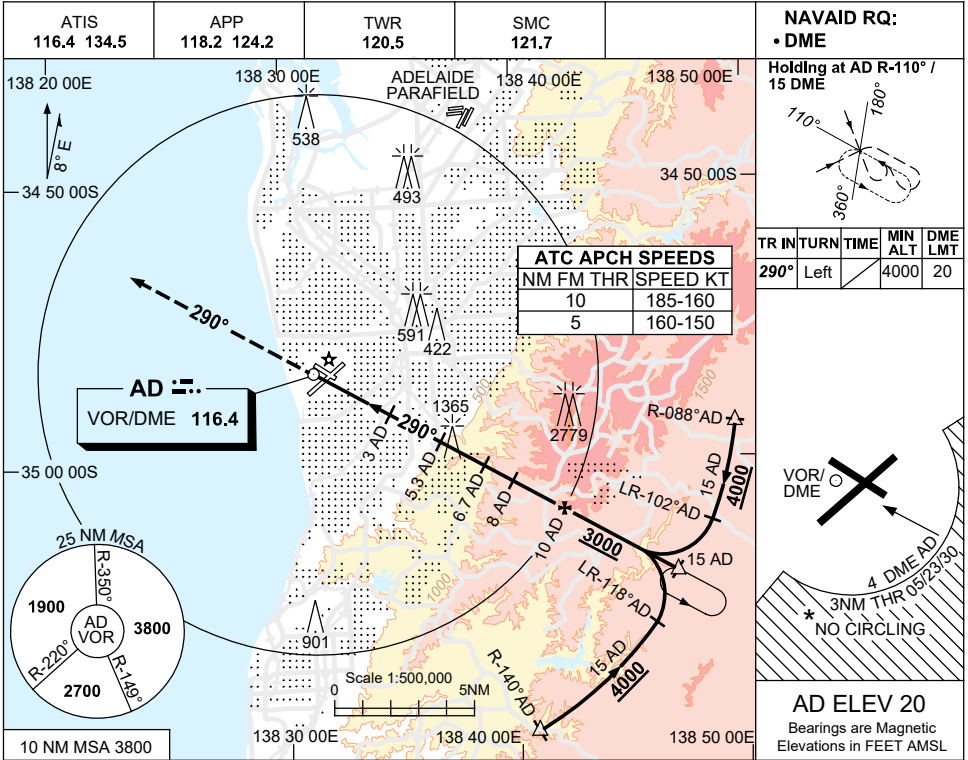 ATIS
116.4 134.5
APP
118.2 124.2
TWR
120.5
SMC
121.7
NAVAID RQ:
• DME
138 20 00E
138 30 00E
138 40 00E
138 50 00E
ADELAIDE
PARAFIELD
8° E
538
493
34 50 00S
34 50 00S
Holding at AD R-110° /
15 DME
110°
180°
360°
TR IN TURN TIME MIN ALT DME LMT
290° Left 4000 20
ATC APCH SPEEDS
NM FM THR SPEED KT
10 185-160
5 160-150
290°
591
422
500
1500
AD
VOR/DME 116.4
1365
2779
290°
3 AD
5.3 AD
6.7 AD
8 AD
10 AD
3000
R-088°AD
15 AD
4000
LR-102°AD
15 AD
LR-118°AD
15 AD
4000
R-140°AD
35 00 00S
1000
901
25 NM MSA
R-350°
1900
AD
VOR
3800
R-220°
R-149°
2700
10 NM MSA 3800
Scale 1:500,000
0 5NM
138 30 00E
138 40 00E
138 50 00E
VOR/
DME
4 DME AD
3NM THR 05/23/30
*
NO CIRCLING
AD ELEV 20
Bearings are Magnetic
Elevations in FEET AMSL